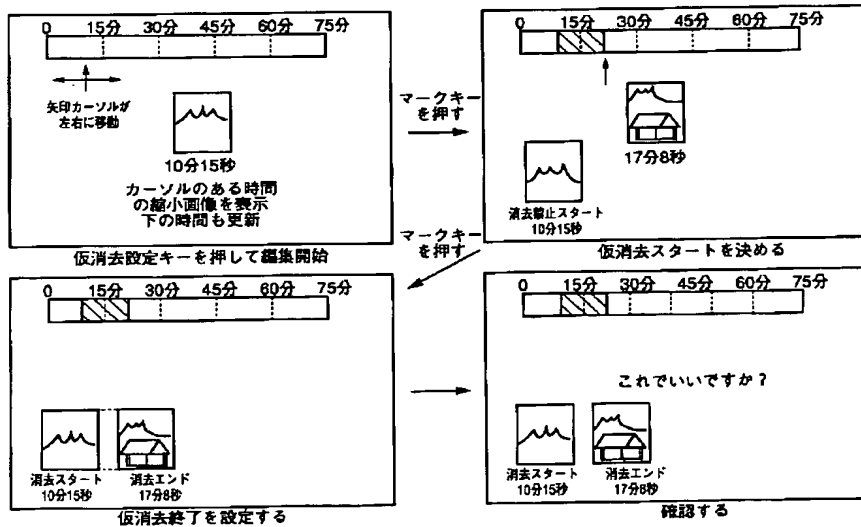 0 15分 30分 45分 60分 75分
矢印カーソルが
左右に移動
10分15秒
カーソルのある時間
の縮小画像を表示
下の時間も更新
仮消去設定キーを押して編集開始
マークキー
を押す
0 15分 30分 45分 60分 75分
17分8秒
消去禁止スタート
10分15秒
仮消去スタートを決める
マークキー
を押す
0 15分 30分 45分 60分 75分
消去スタート
10分15秒
消去エンド
17分8秒
仮消去終了を設定する
0 15分 30分 45分 60分 75分
これでいいですか？
消去スタート
10分15秒
消去エンド
17分8秒
確認する